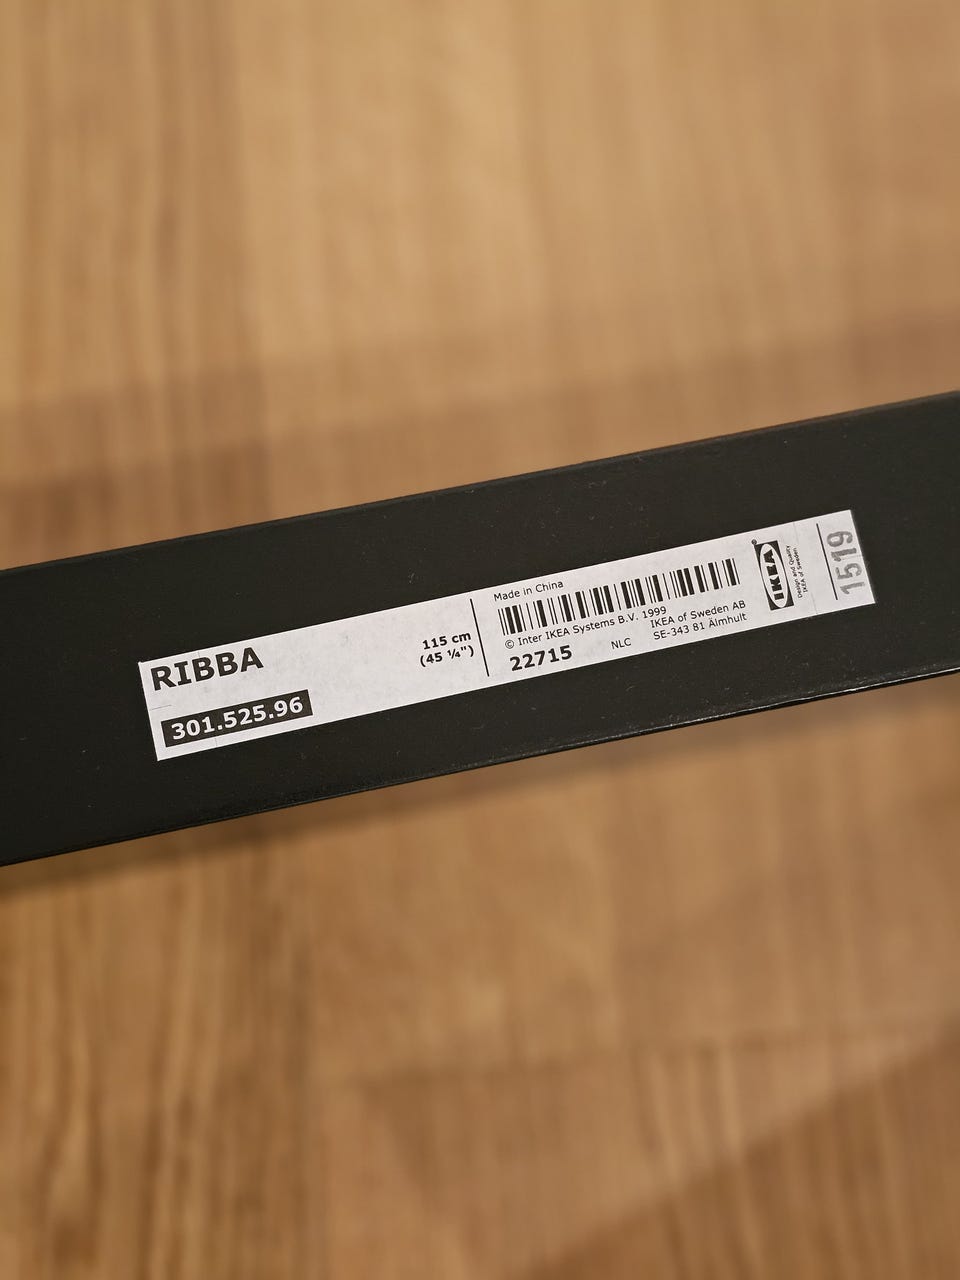 RIBBA
301.525.96
115 cm
(45 ¼")
Made in China
© Inter IKEA Systems B.V. 1999
22715
NLC
IKEA of Sweden AB
SE-343 81 Älmhult
IKEA®
Design and Quality
IKEA of Sweden
1519